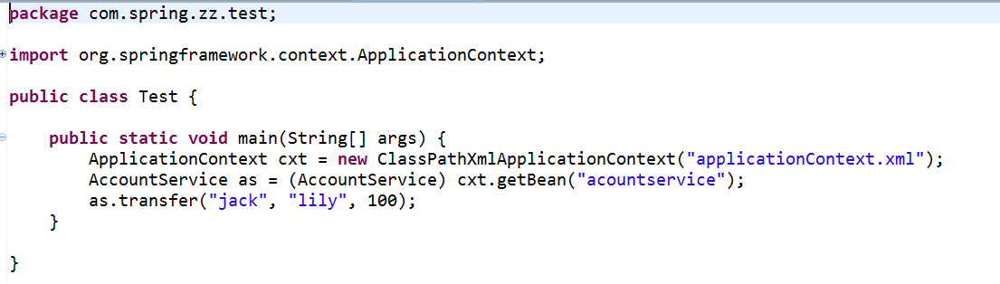 package com.spring.zz.test;
import org.springframework.context.ApplicationContext;
public class Test {
public static void main(String[] args) {
ApplicationContext cxt = new ClassPathXmlApplicationContext("applicationContext.xml");
AccountService as = (AccountService) cxt.getBean("acountservice");
as.transfer("jack", "lily", 100);
}
}